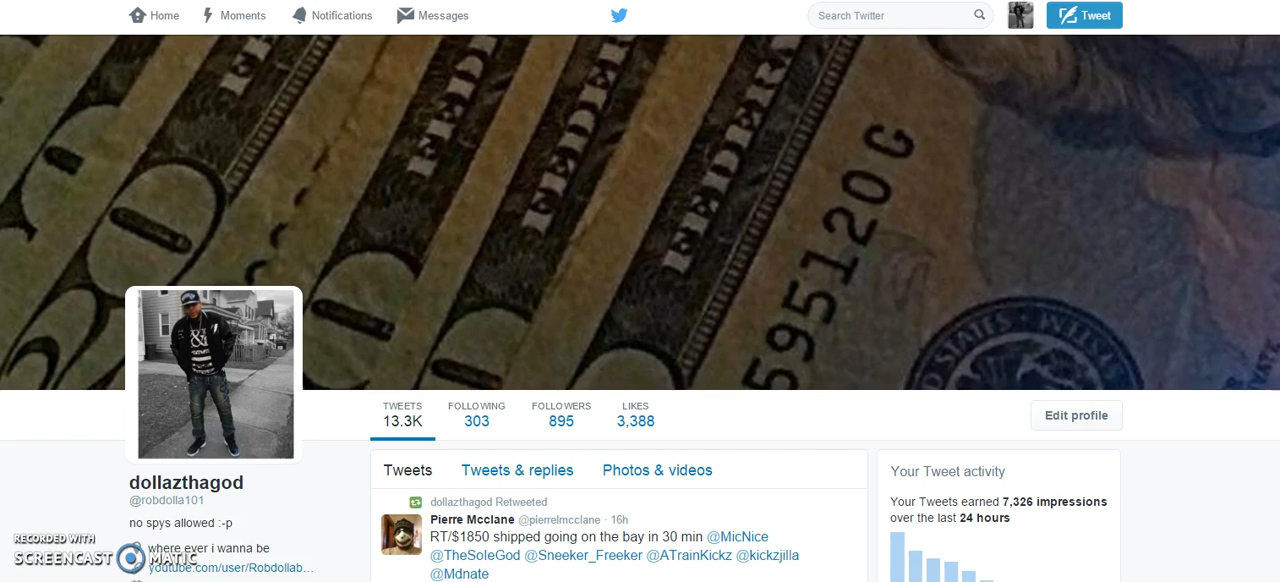 Home
Moments
Notifications
Messages
Search Twitter
Tweet
FEDER
595120G
D STATES
TWEETS
13.3K
FOLLOWING
303
FOLLOWERS
895
LIKES
3,388
Edit profile
dollazthagod
@robdolla101
no spys allowed :-p
where ever i wanna be
youtube.com/user/Robdollab...
RECORDED WITH
SCREENCAST MATIC
Tweets
Tweets & replies
Photos & videos
dollazthagod Retweeted
Pierre Mcclane @pierrelmcclane · 16h
RT/$1850 shipped going on the bay in 30 min @MicNice
@TheSoleGod @Sneeker_Freeker @ATrainKickz @kickzjilla
@Mdnate
Your Tweet activity
Your Tweets earned 7,326 impressions
over the last 24 hours